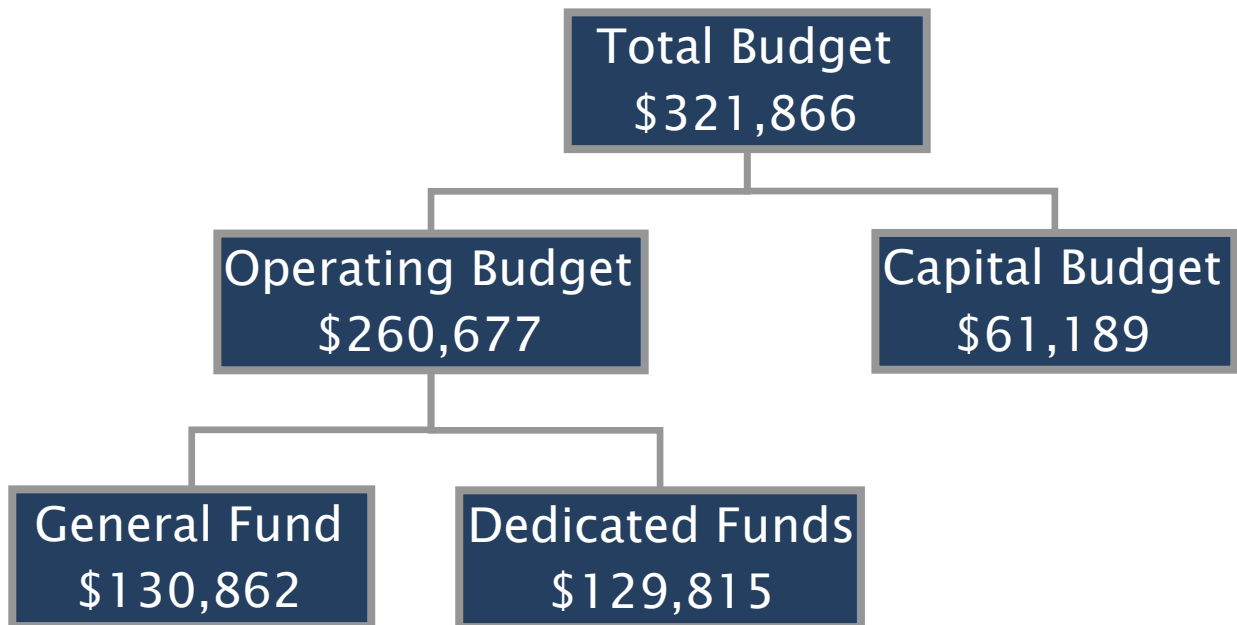 Total Budget
$321,866
Operating Budget
$260,677
Capital Budget
$61,189
General Fund
$130,862
Dedicated Funds
$129,815